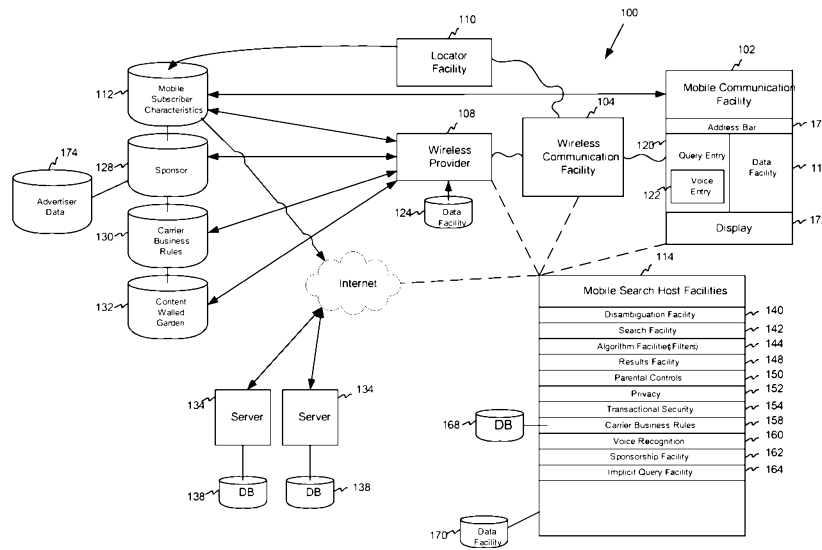 110
100
Locator
Facility
102
Mobile Communication
Facility
112
Mobile
Subscriber
Characteristics
104
108
Wireless
Communication
Facility
Wireless
Provider
Address Bar
17
120
Query Entry
Data
Facility
11
122
Voice
Entry
Display
17
174
128
Sponsor
Advertiser
Data
124
Data
Facility
130
Carrier
Business
Rules
132
Content
Walled
Garden
Internet
114
Mobile Search Host Facilities
Disambiguation Facility
140
Search Facility
142
Algorithm Facilities(Filters)
144
Results Facility
148
Parental Controls
150
Privacy
152
Transactional Security
154
Carrier Business Rules
158
Voice Recognition
160
Sponsorship Facility
162
Implicit Query Facility
164
134
Server
Server
134
168
DB
138
DB
DB
138
170
Data
Facility